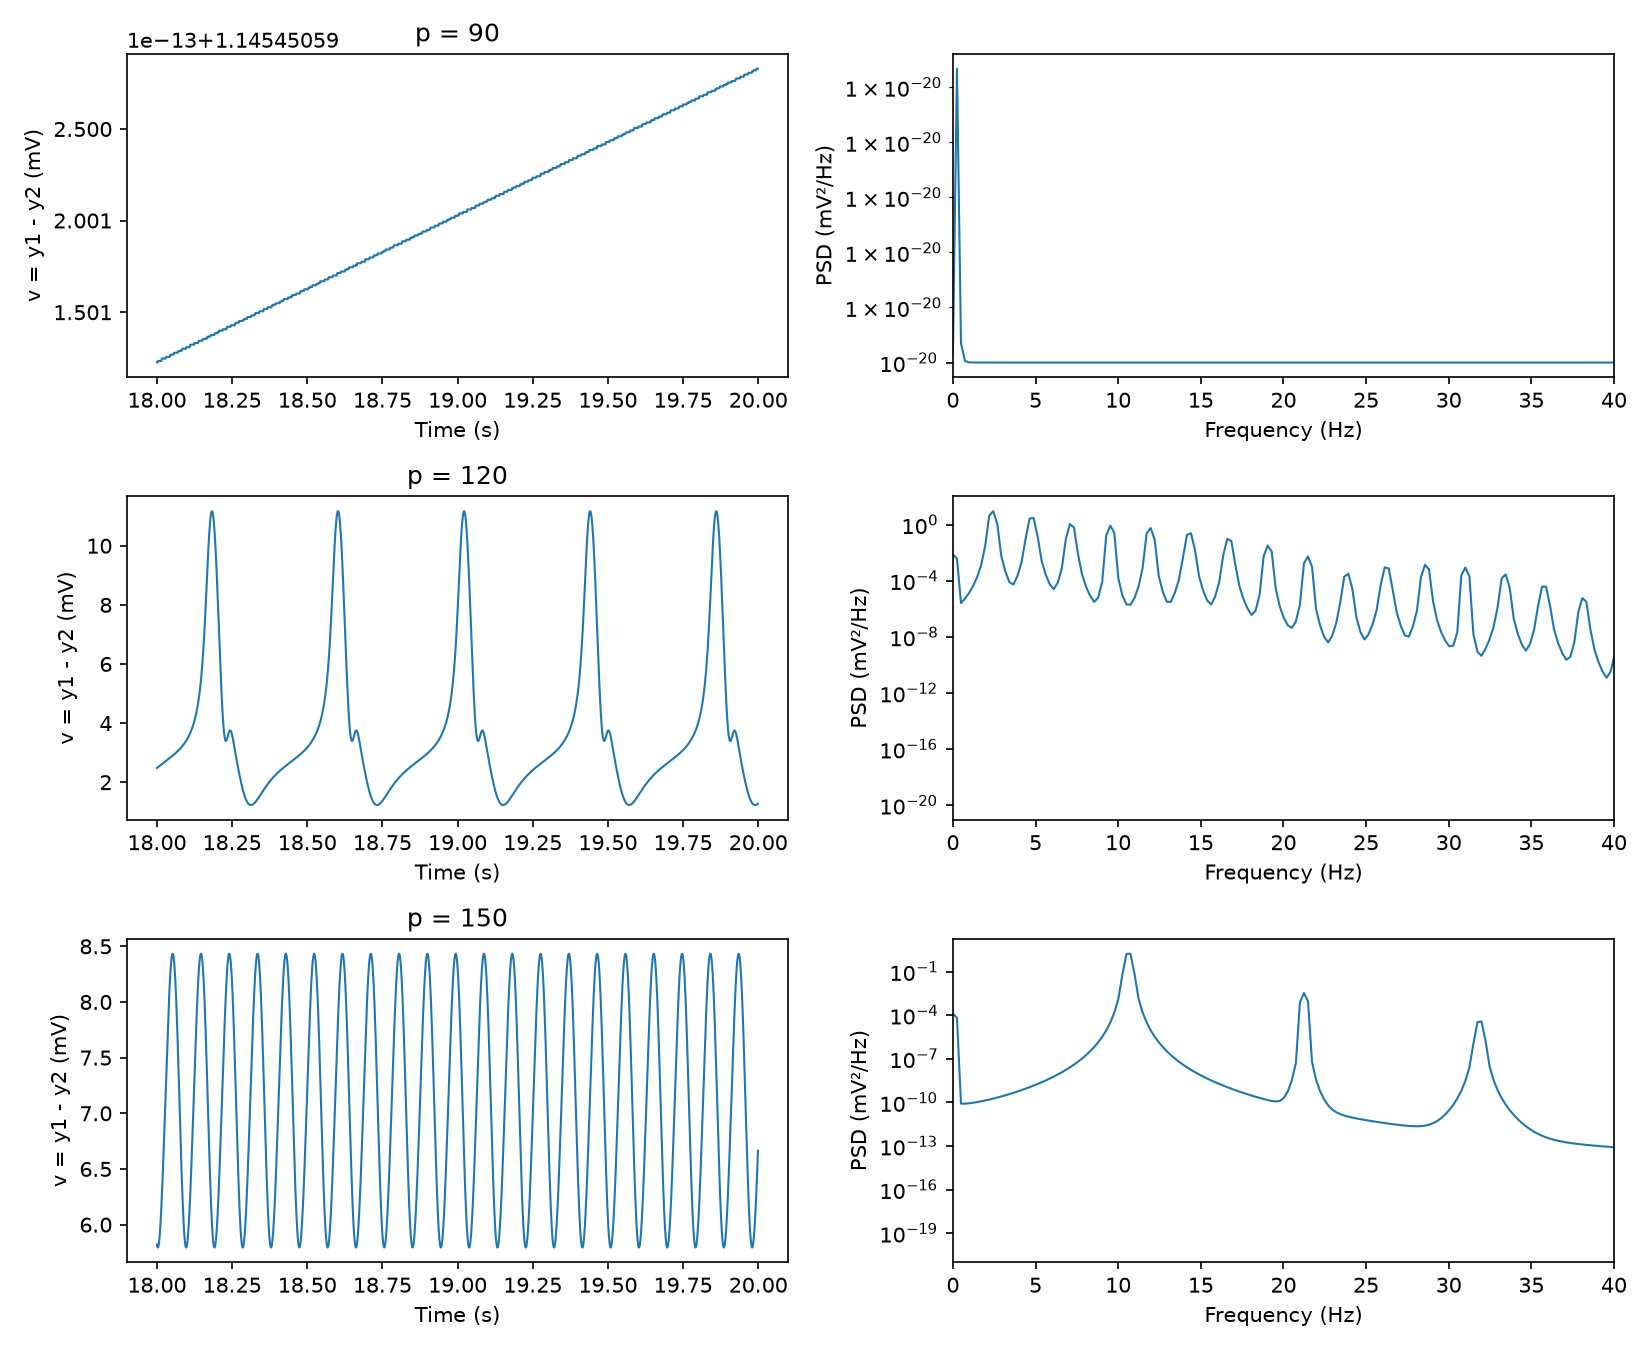 p = 90
1e−13+1.14545059
v = y1 - y2 (mV)
2.500
2.001
1.501
18.00 18.25 18.50 18.75 19.00 19.25 19.50 19.75 20.00
Time (s)
PSD (mV²/Hz)
1 × 10⁻²⁰
1 × 10⁻²⁰
1 × 10⁻²⁰
1 × 10⁻²⁰
1 × 10⁻²⁰
10⁻²⁰
0 5 10 15 20 25 30 35 40
Frequency (Hz)
p = 120
v = y1 - y2 (mV)
10
8
6
4
2
18.00 18.25 18.50 18.75 19.00 19.25 19.50 19.75 20.00
Time (s)
PSD (mV²/Hz)
10⁰
10⁻⁴
10⁻⁸
10⁻¹²
10⁻¹⁶
10⁻²⁰
0 5 10 15 20 25 30 35 40
Frequency (Hz)
p = 150
v = y1 - y2 (mV)
8.5
8.0
7.5
7.0
6.5
6.0
18.00 18.25 18.50 18.75 19.00 19.25 19.50 19.75 20.00
Time (s)
PSD (mV²/Hz)
10⁻¹
10⁻⁴
10⁻⁷
10⁻¹⁰
10⁻¹³
10⁻¹⁶
10⁻¹⁹
0 5 10 15 20 25 30 35 40
Frequency (Hz)